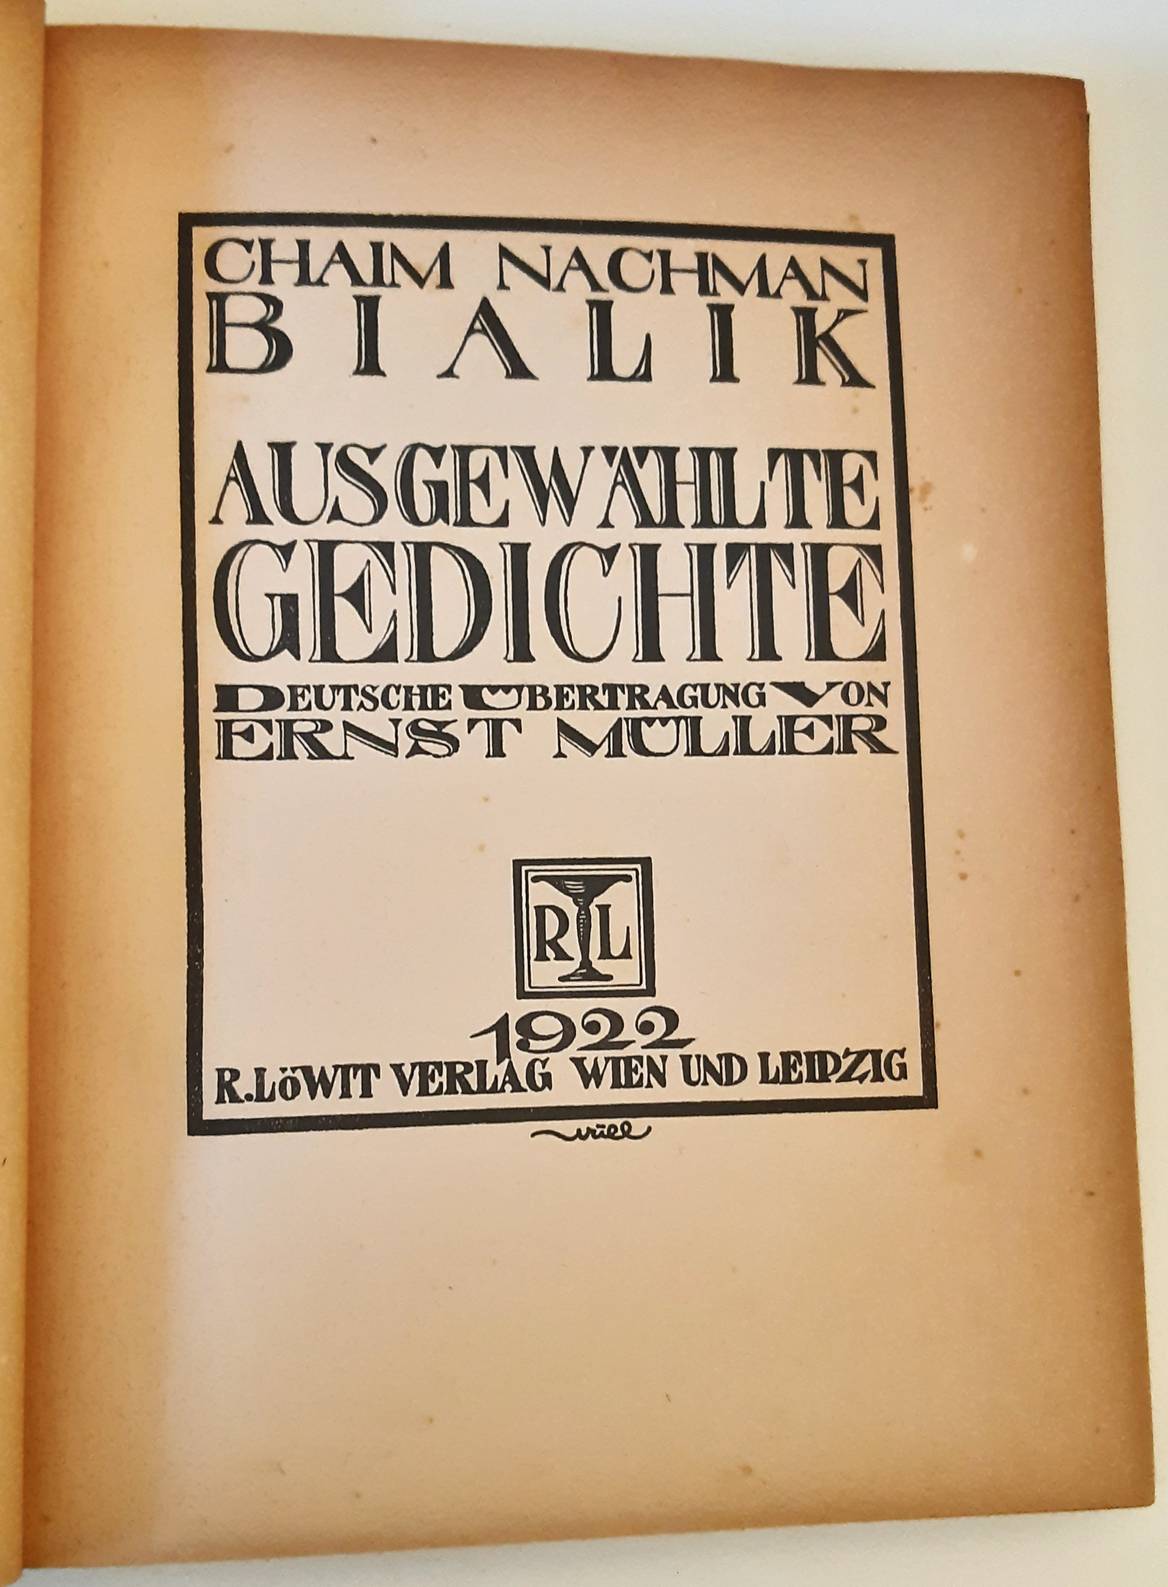 CHAIM NACHMAN
BIALIK
AUSGEWÄHLTE
GEDICHTE
DEUTSCHE ÜBERTRAGUNG VON
ERNST MÜLLER
R L
1922
R. LÖWIT VERLAG WIEN UND LEIPZIG